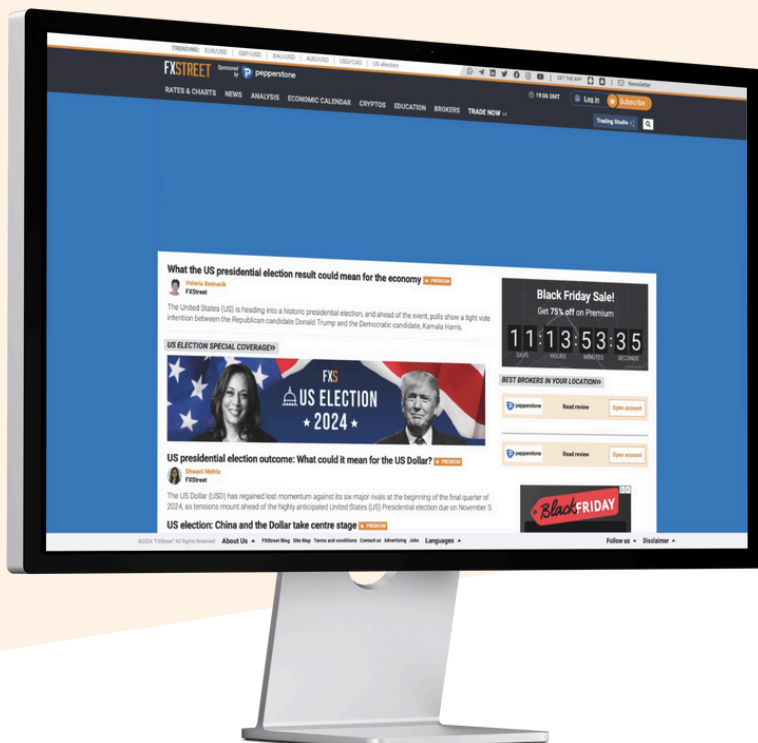 TRENDING: EUR/USD | GBP/USD | XAU/USD | AUD/USD | USD/CAD | US election
GET THE APP | Newsletter
FXSTREET Sponsored by pepperstone
19:06 GMT Log in Subscribe
RATES & CHARTS NEWS ANALYSIS ECONOMIC CALENDAR CRYPTOS EDUCATION BROKERS TRADE NOW
Trading Studio
What the US presidential election result could mean for the economy PREMIUM
Valeria Bednarik
FXStreet
The United States (US) is heading into a historic presidential election, and ahead of the event, polls show a tight vote
intention between the Republican candidate Donald Trump and the Democratic candidate, Kamala Harris.
US ELECTION SPECIAL COVERAGE»
FXS
US ELECTION
2024
US presidential election outcome: What could it mean for the US Dollar? PREMIUM
Dhwani Mehta
FXStreet
The US Dollar (USD) has regained lost momentum against its six major rivals at the beginning of the final quarter of
2024, as tensions mount ahead of the highly anticipated United States (US) Presidential election due on November 5
US election: China and the Dollar take centre stage PREMIUM
Black Friday Sale!
Get 75% off on Premium
11:13:53:35
DAYS HOURS MINUTES SECONDS
BEST BROKERS IN YOUR LOCATION»
pepperstone Read review Open account
pepperstone Read review Open account
Black FRIDAY
©2024 "FXStreet" All Rights Reserved About Us FXStreet Blog Site Map Terms and conditions Contact us Advertising Jobs Languages Follow us Disclaimer